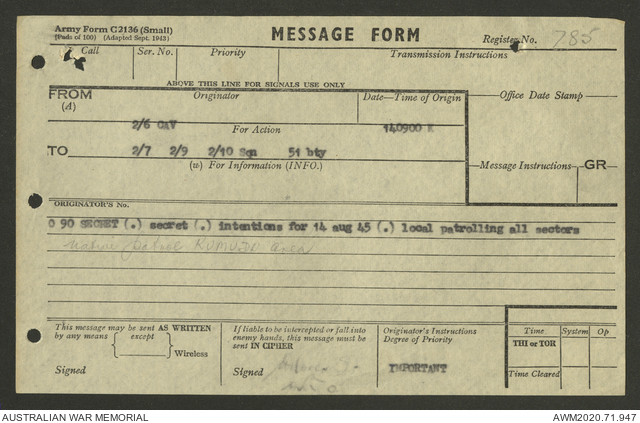 Army Form C2136 (Small)
(Pads of 100) (Adapted Sept. 1943)
MESSAGE FORM
Register No. 785
Call Ser. No. Priority Transmission Instructions
ABOVE THIS LINE FOR SIGNALS USE ONLY
FROM Originator Date—Time of Origin Office Date Stamp
(A)
2/6 CAV 140900 K
For Action
TO 2/7 2/9 2/10 Sqn 51 bty
(W) For Information (INFO.) Message Instructions GR
ORIGINATOR'S No.
O 90 SECRET (.) secret (.) intentions for 14 aug 45 (.) local patrolling all sectors
Native patrol area
This message may be sent AS WRITTEN
by any means except
Wireless
Signed
If liable to be intercepted or fall into
enemy hands, this message must be
sent IN CIPHER
Signed
Originator's Instructions
Degree of Priority
IMPORTANT
Time System Op
THI or TOR
Time Cleared
AUSTRALIAN WAR MEMORIAL AWM2020.71.947